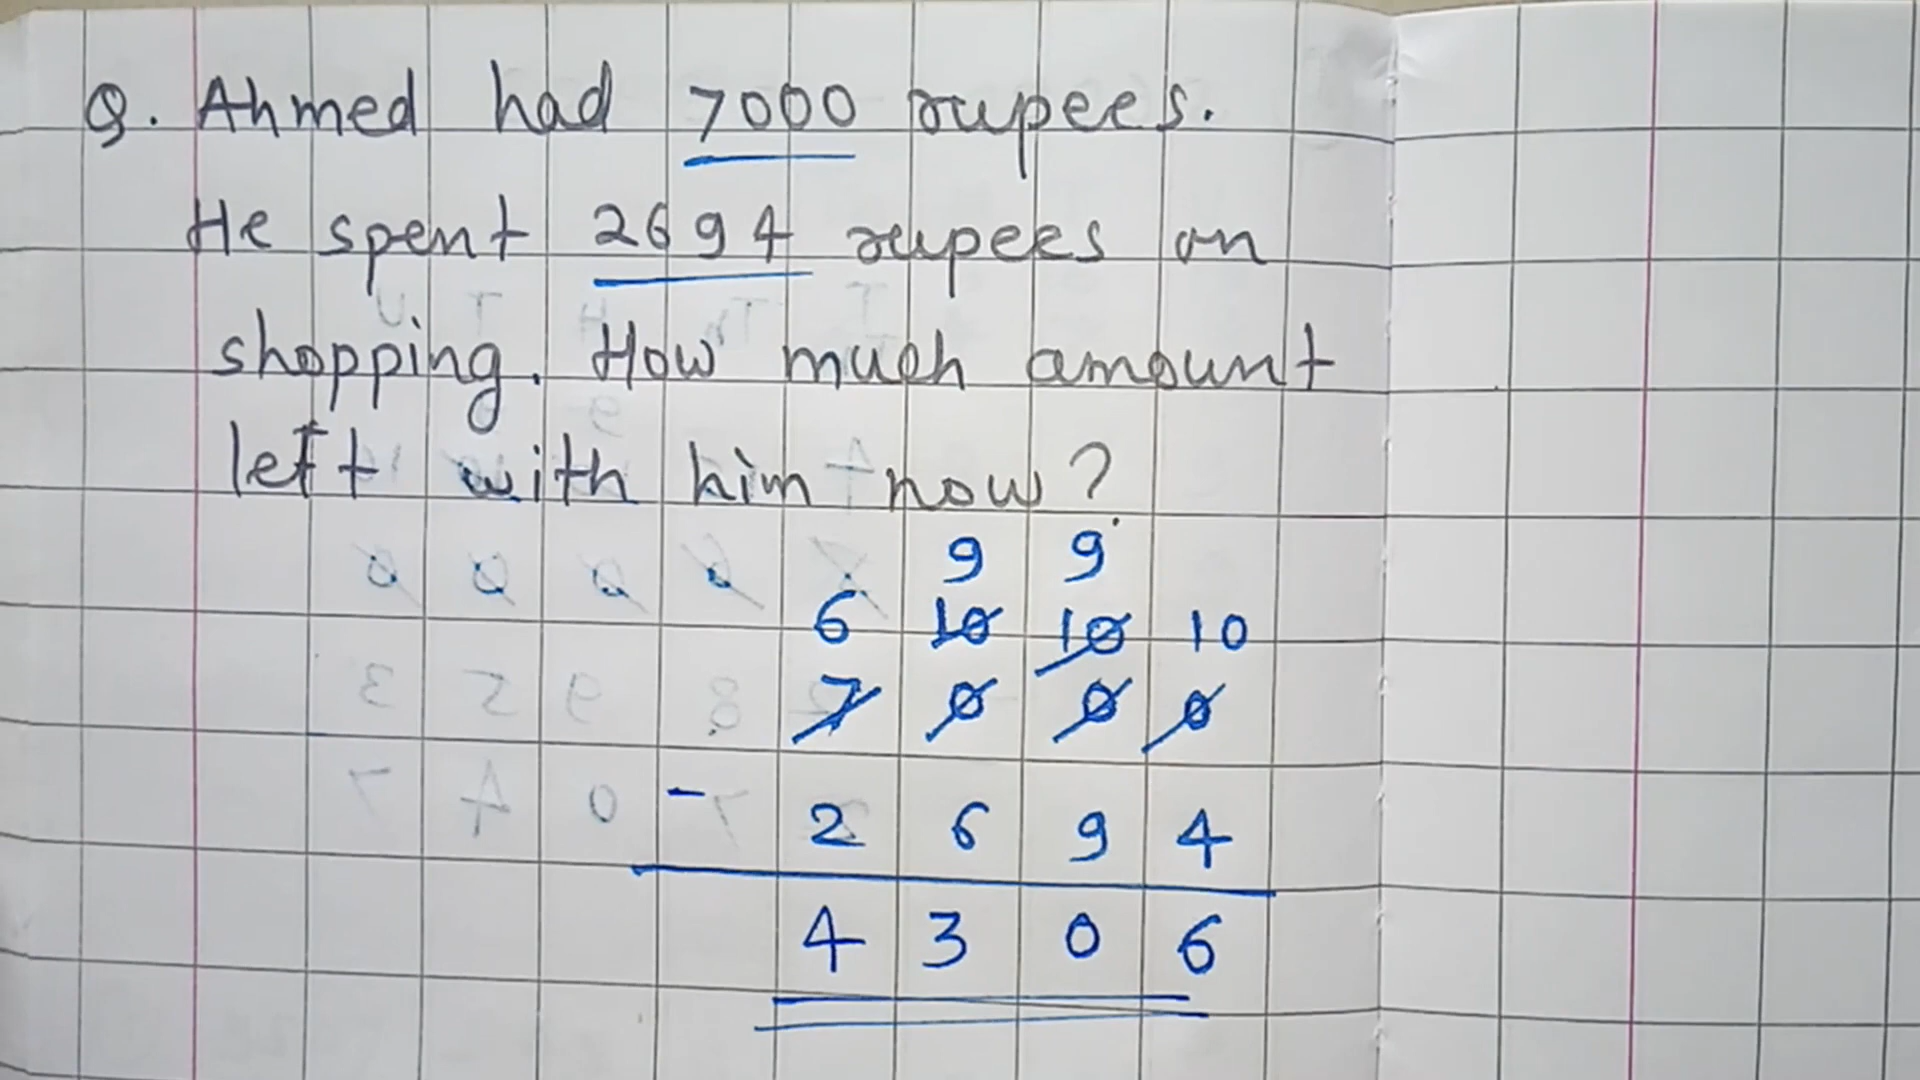 Q. Ahmed had 7000 rupees.
He spent 2694 rupees on
shopping. How much amount
left with him now?
9 9
6 10 10 10
7 0 0 0
- 2 6 9 4
4 3 0 6